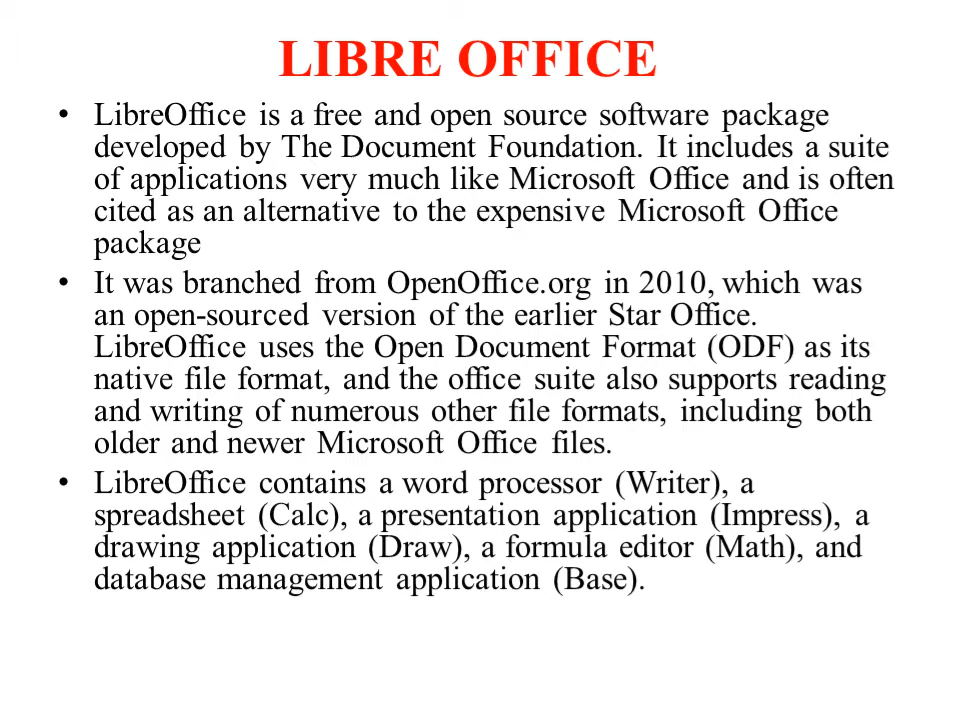 LIBRE OFFICE
• LibreOffice is a free and open source software package
developed by The Document Foundation. It includes a suite
of applications very much like Microsoft Office and is often
cited as an alternative to the expensive Microsoft Office
package
• It was branched from OpenOffice.org in 2010, which was
an open-sourced version of the earlier Star Office.
LibreOffice uses the Open Document Format (ODF) as its
native file format, and the office suite also supports reading
and writing of numerous other file formats, including both
older and newer Microsoft Office files.
• LibreOffice contains a word processor (Writer), a
spreadsheet (Calc), a presentation application (Impress), a
drawing application (Draw), a formula editor (Math), and
database management application (Base).